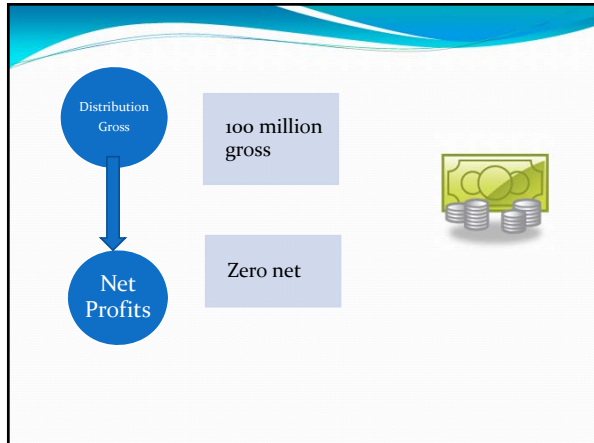 Distribution
Gross
100 million
gross
Net
Profits
Zero net